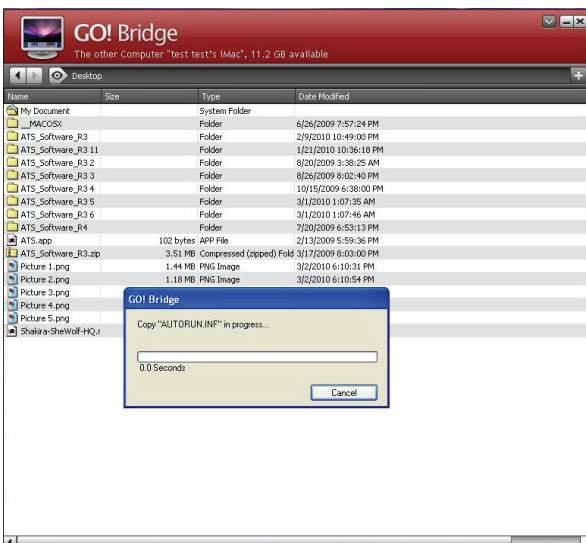 GO! Bridge
The other Computer "test test's iMac", 11.2 GB available
Desktop
Name Size Type Date Modified
My Document System Folder
__MACOSX Folder 6/26/2009 7:57:24 PM
ATS_Software_R3 Folder 2/9/2010 10:49:00 PM
ATS_Software_R3 11 Folder 1/21/2010 10:36:18 PM
ATS_Software_R3 2 Folder 8/20/2009 3:38:25 AM
ATS_Software_R3 3 Folder 8/26/2009 8:02:40 PM
ATS_Software_R3 4 Folder 10/15/2009 6:38:00 PM
ATS_Software_R3 5 Folder 3/1/2010 1:07:35 AM
ATS_Software_R3 6 Folder 3/1/2010 1:07:46 AM
ATS_Software_R4 Folder 7/20/2009 6:53:13 PM
ATS.app 102 bytes APP File 2/13/2009 5:59:36 PM
ATS_Software_R3.zip 3.51 MB Compressed (zipped) Fold 3/17/2009 8:03:00 PM
Picture 1.png 1.44 MB PNG Image 3/2/2010 6:10:31 PM
Picture 2.png 1.18 MB PNG Image 3/2/2010 6:10:54 PM
Picture 3.png
Picture 4.png
Picture 5.png
Shakira-SheWolf-HQ.r
GO! Bridge
Copy "AUTORUN.INF" in progress...
0.0 Seconds
Cancel